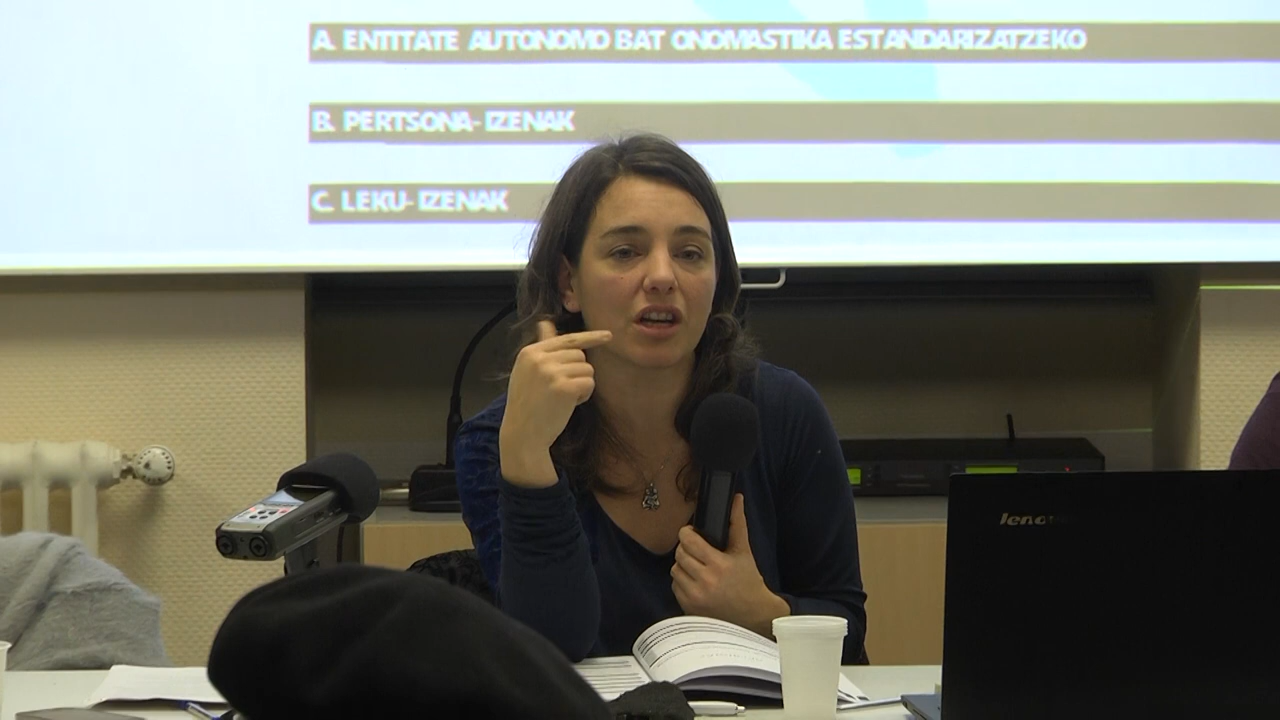 A. ENTITATE AUTONOMO BAT ONOMASTIKA ESTANDARIZATZEKO
B. PERTSONA-IZENAK
C. LEKU-IZENAK
lenovo